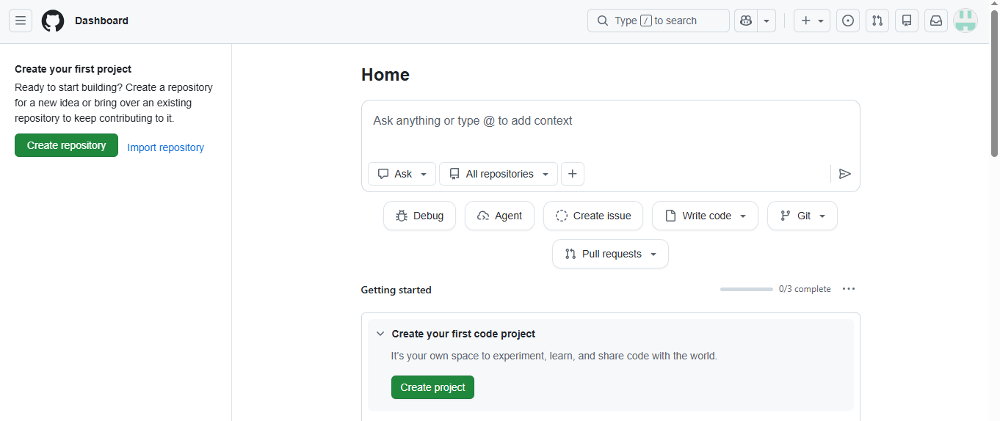 Dashboard
Type / to search
Create your first project
Ready to start building? Create a repository
for a new idea or bring over an existing
repository to keep contributing to it.
Create repository
Import repository
Home
Ask anything or type @ to add context
Ask
All repositories
Debug
Agent
Create issue
Write code
Git
Pull requests
Getting started
0/3 complete
Create your first code project
It's your own space to experiment, learn, and share code with the world.
Create project